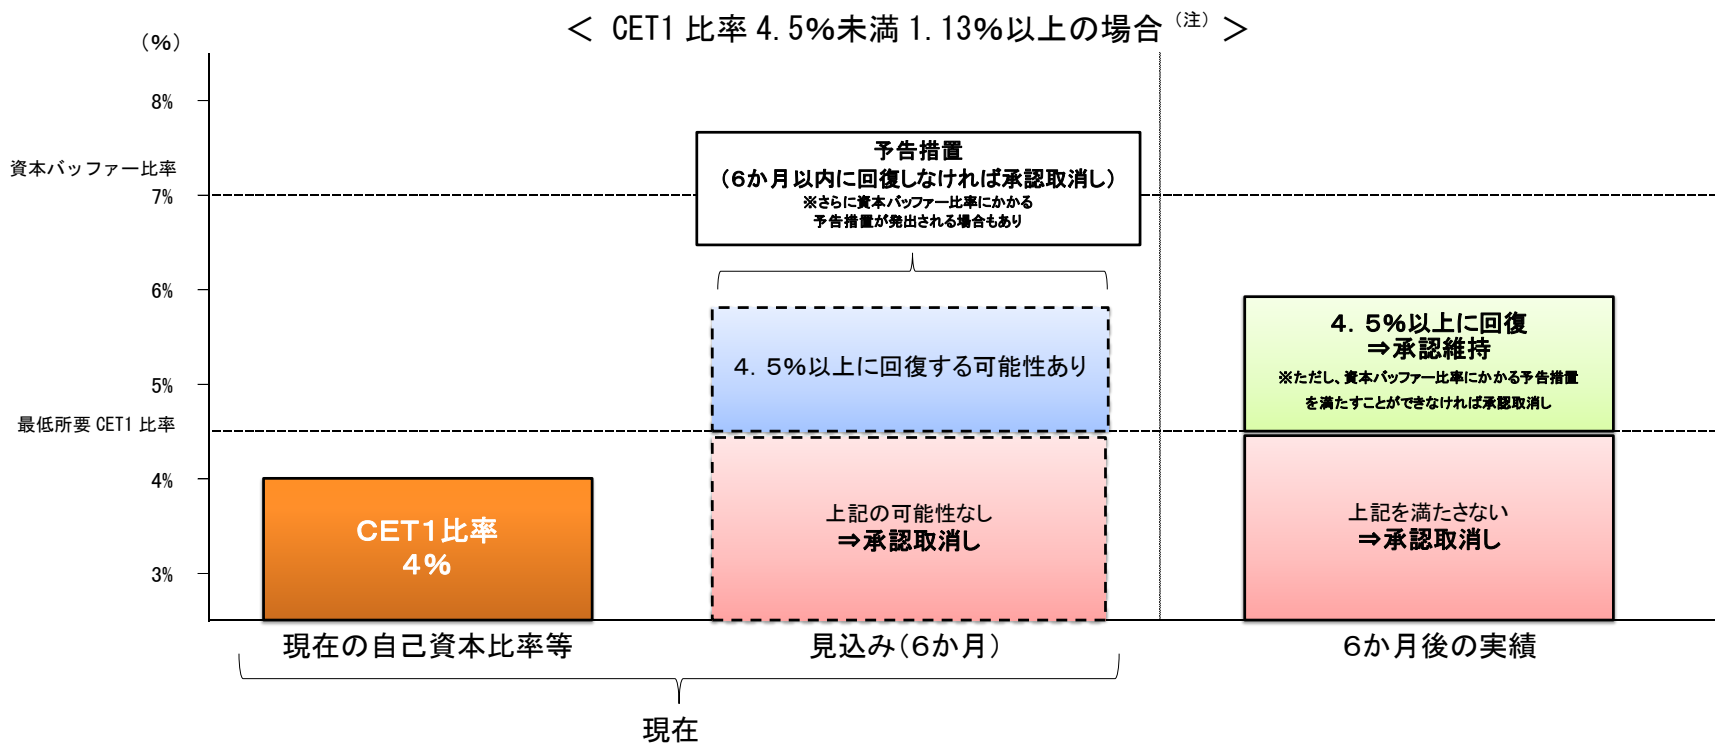 ＜ CET1 比率 4.5%未満 1.13%以上の場合（注）＞
（%）
8%
資本バッファー比率
7%
6%
5%
最低所要 CET1 比率
4%
3%
予告措置
（６か月以内に回復しなければ承認取消し）
※さらに資本バッファー比率にかかる
予告措置が発出される場合もあり
４．５％以上に回復する可能性あり
４．５％以上に回復
⇒承認維持
※ただし、資本バッファー比率にかかる予告措置
を満たすことができなければ承認取消し
CET1比率
4%
上記の可能性なし
⇒承認取消し
上記を満たさない
⇒承認取消し
現在の自己資本比率等
見込み（６か月）
６か月後の実績
現在